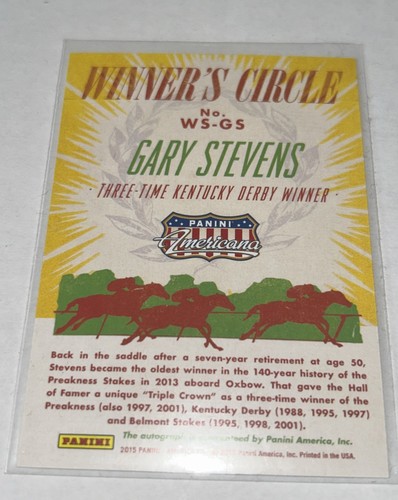 WINNER'S CIRCLE
No.
WS-GS
GARY STEVENS
· THREE-TIME KENTUCKY DERBY WINNER ·
PANINI
Americana
Back in the saddle after a seven-year retirement at age 50,
Stevens became the oldest winner in the 140-year history of the
Preakness Stakes in 2013 aboard Oxbow. That gave the Hall
of Famer a unique "Triple Crown" as a three-time winner of the
Preakness (also 1997, 2001), Kentucky Derby (1988, 1995, 1997)
and Belmont Stakes (1995, 1998, 2001).
PANINI
The autograph guaranteed by Panini America, Inc.
2015 PANINI America, Inc. Printed in the USA.